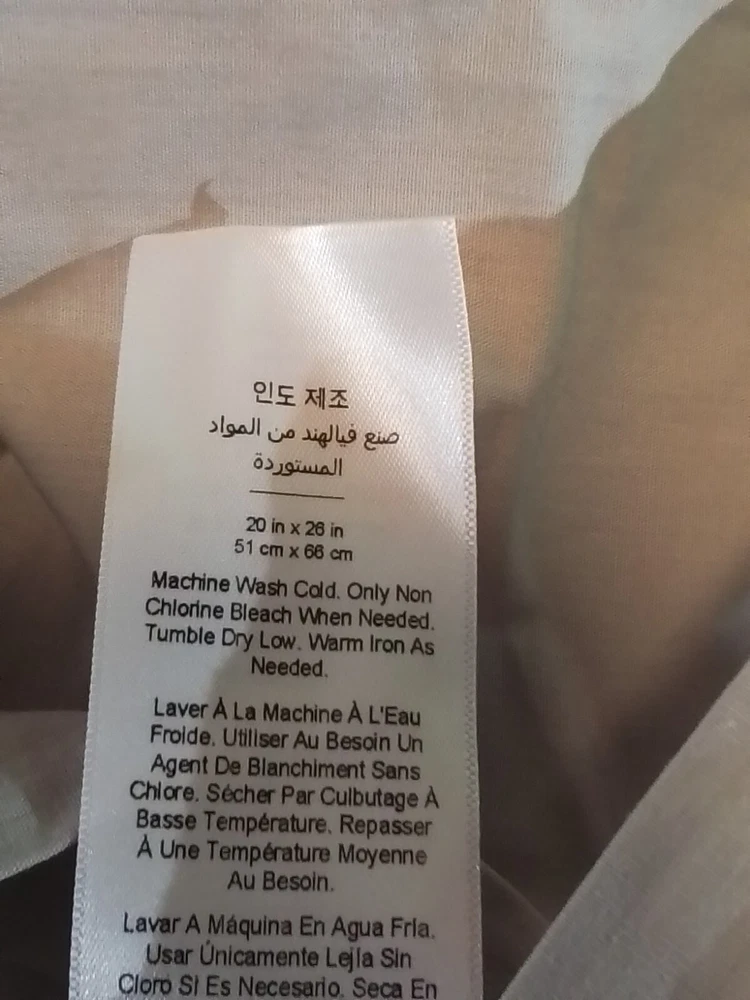 인도 제조
صنع فيالهند من المواد
المستوردة
20 in x 26 in
51 cm x 66 cm
Machine Wash Cold. Only Non
Chlorine Bleach When Needed.
Tumble Dry Low. Warm Iron As
Needed.
Laver À La Machine À L'Eau
Froide. Utiliser Au Besoin Un
Agent De Blanchiment Sans
Chlore. Sécher Par Culbutage À
Basse Température. Repasser
À Une Température Moyenne
Au Besoin.
Lavar A Máquina En Agua Fría.
Usar Únicamente Lejía Sin
Cloro Si Es Necesario. Seca En